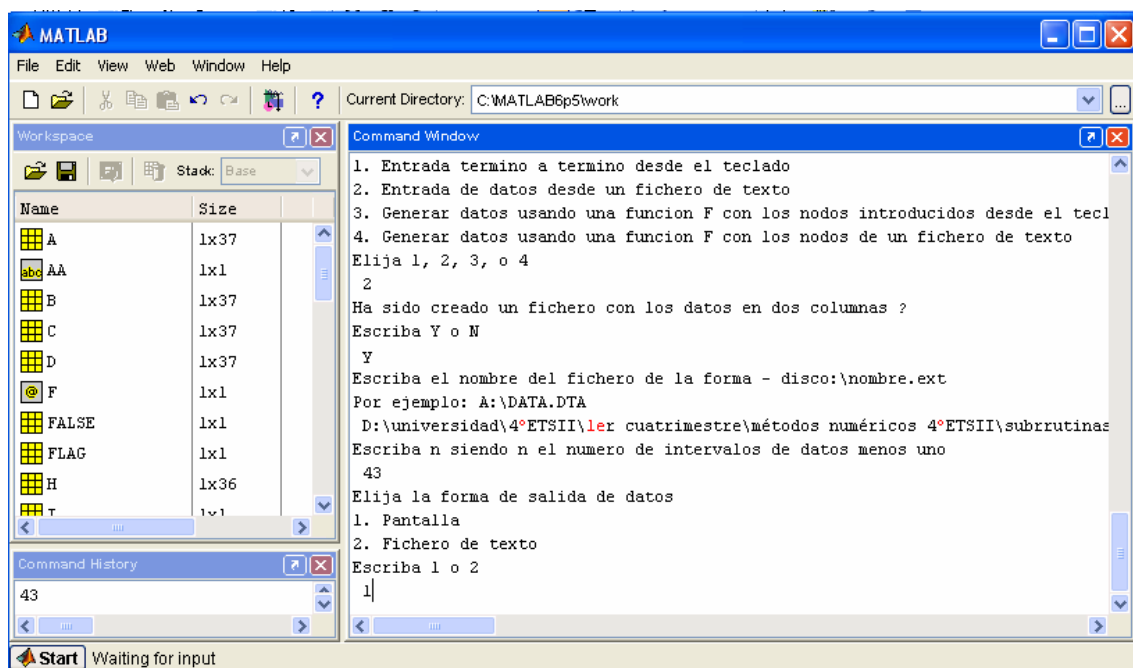 MATLAB
File Edit View Web Window Help
Current Directory: C:\MATLAB6p5\work
Workspace
Stack: Base
Name Size
A 1x37
abc AA 1x1
B 1x37
C 1x37
D 1x37
@ F 1x1
FALSE 1x1
FLAG 1x1
H 1x36
Command History
43
Command Window
1. Entrada termino a termino desde el teclado
2. Entrada de datos desde un fichero de texto
3. Generar datos usando una funcion F con los nodos introducidos desde el tecl
4. Generar datos usando una funcion F con los nodos de un fichero de texto
Elija 1, 2, 3, o 4
2
Ha sido creado un fichero con los datos en dos columnas ?
Escriba Y o N
Y
Escriba el nombre del fichero de la forma - disco:\nombre.ext
Por ejemplo: A:\DATA.DTA
D:\universidad\4ºETSII\1er cuatrimestre\métodos numéricos 4ºETSII\subrrutinas
Escriba n siendo n el numero de intervalos de datos menos uno
43
Elija la forma de salida de datos
1. Pantalla
2. Fichero de texto
Escriba 1 o 2
1
Start Waiting for input